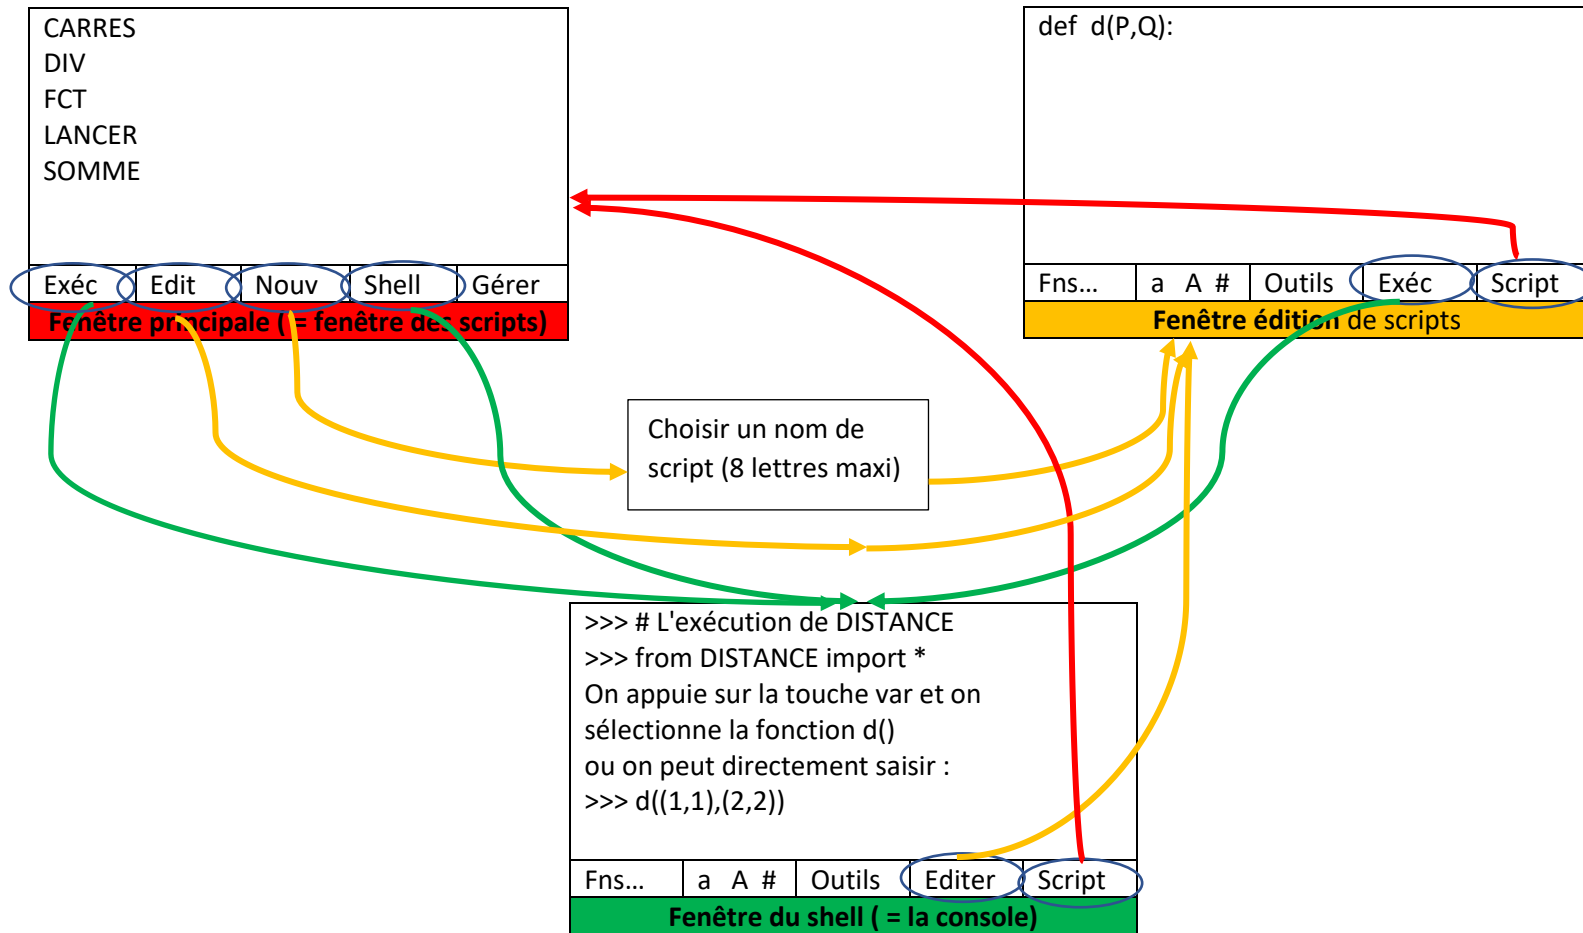 CARRES
DIV
FCT
LANCER
SOMME
Exéc Edit Nouv Shell Gérer
Fenêtre principale ( = fenêtre des scripts)
def d(P,Q):
Fns... a A # Outils Exéc Script
Fenêtre édition de scripts
Choisir un nom de
script (8 lettres maxi)
>>> # L'exécution de DISTANCE
>>> from DISTANCE import *
On appuie sur la touche var et on
sélectionne la fonction d()
ou on peut directement saisir :
>>> d((1,1),(2,2))
Fns... a A # Outils Editer Script
Fenêtre du shell ( = la console)